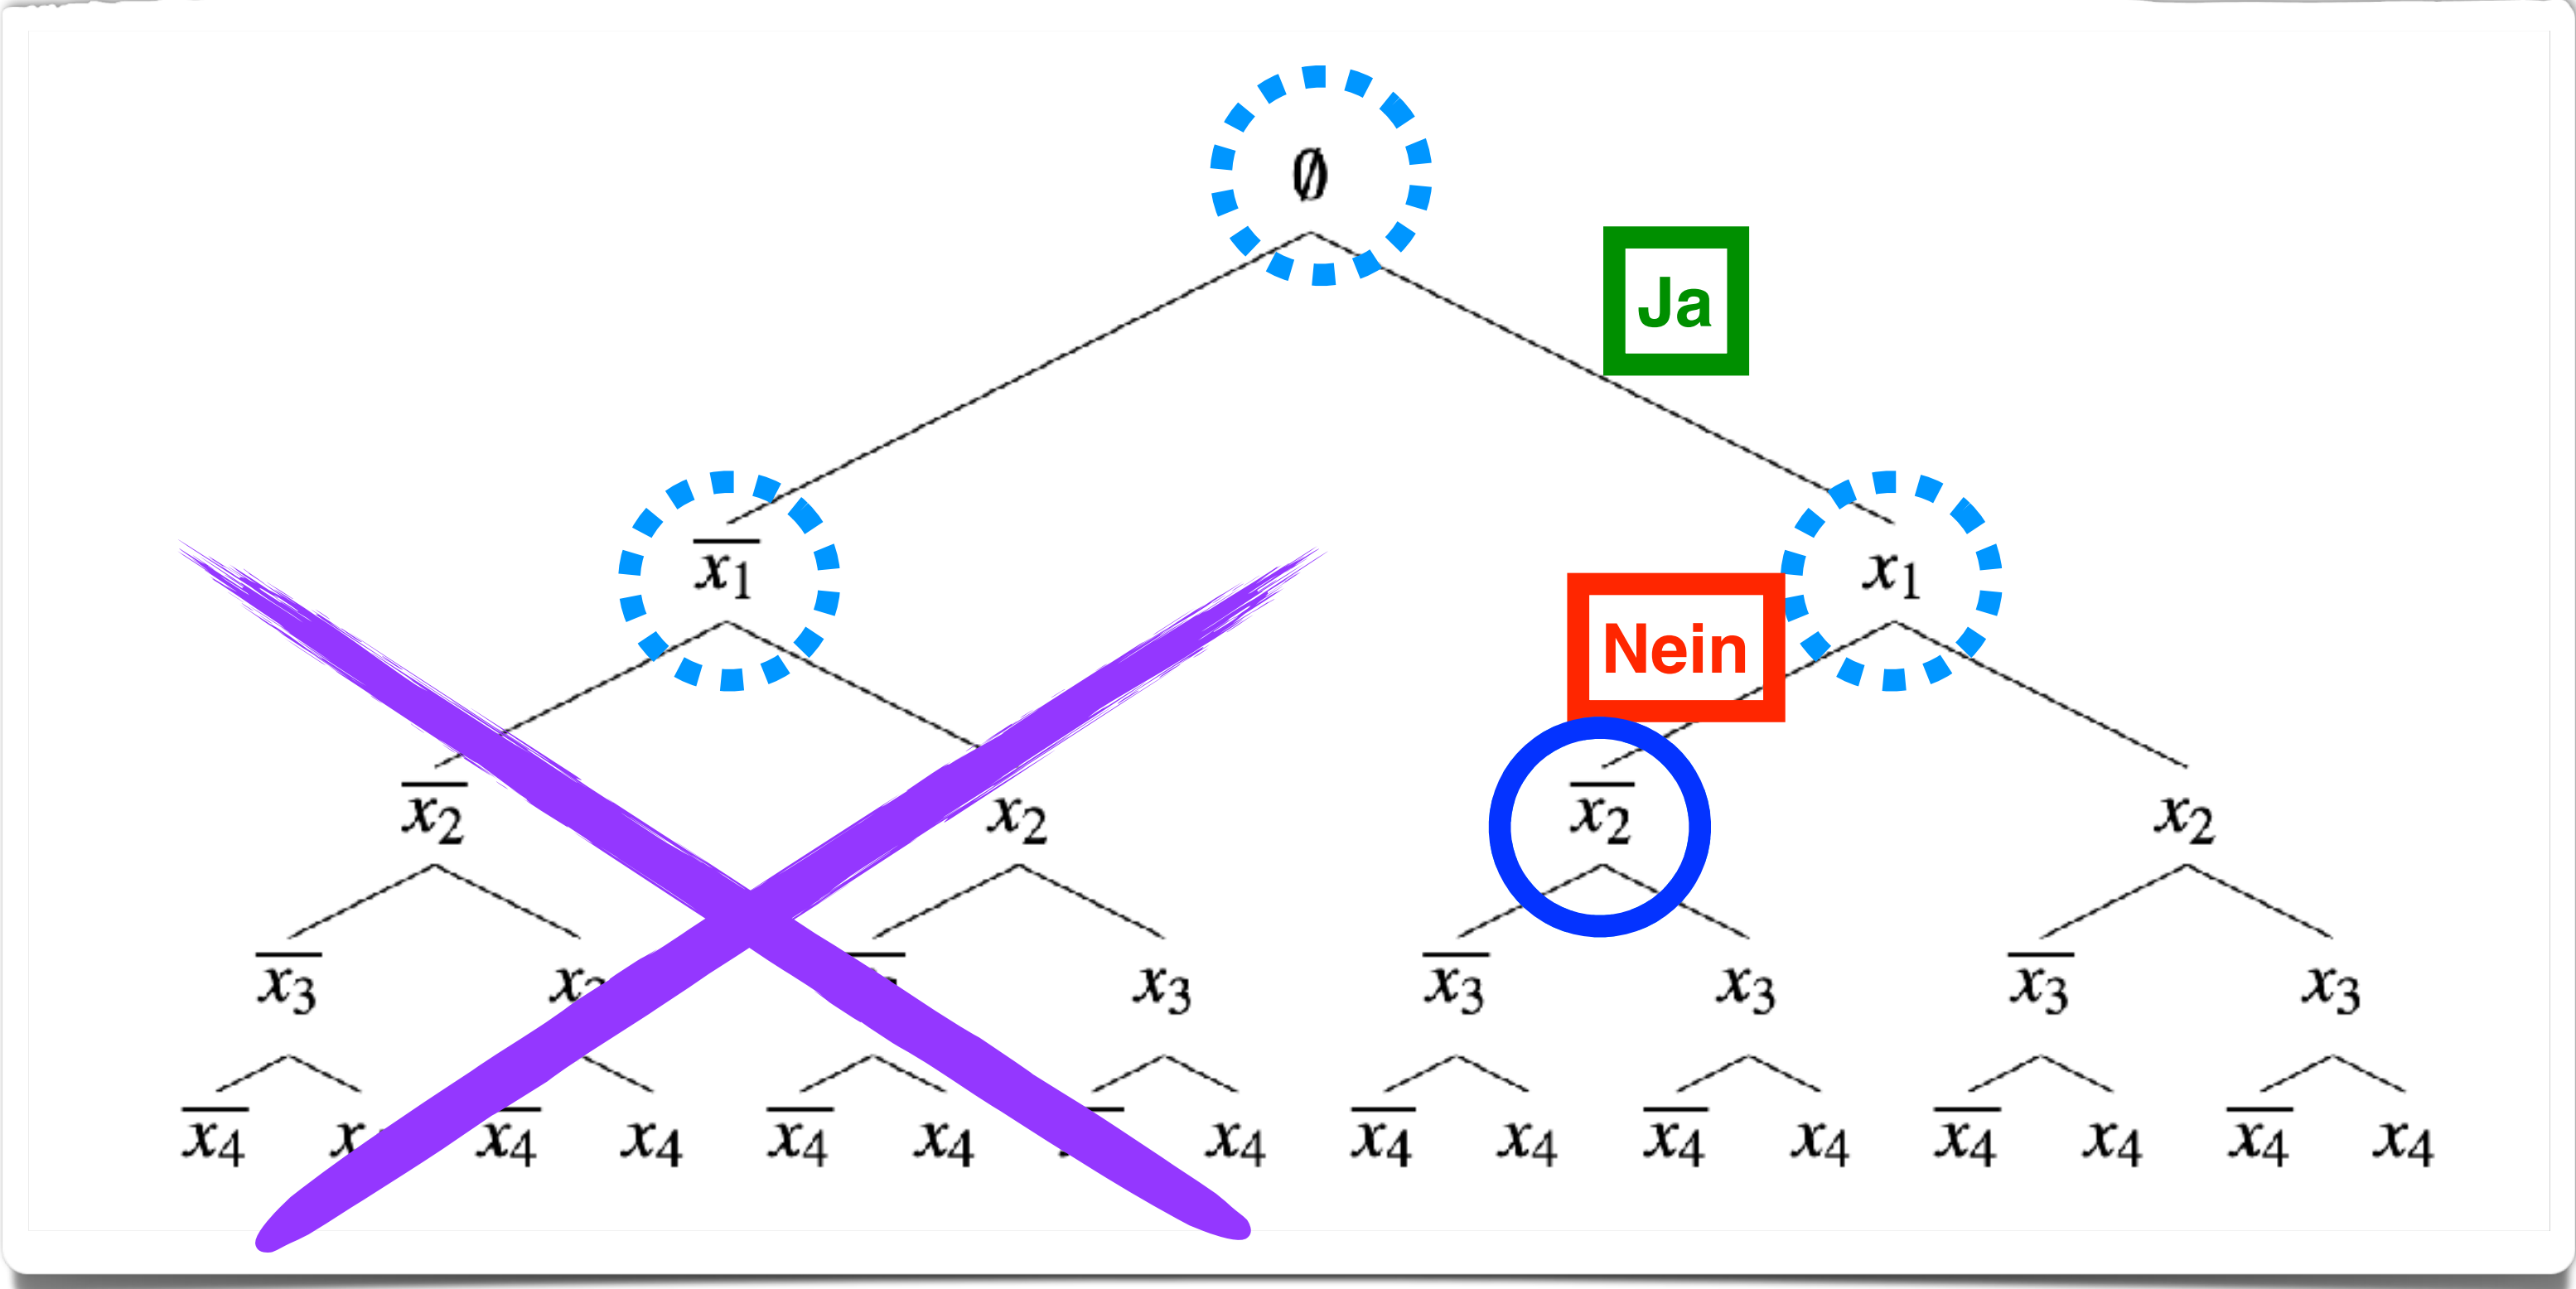 ∅
Ja
x̅₁ x₁
Nein
x̅₂ x₂ x̅₂ x₂
x̅₃ x₃ x̅₃ x₃ x̅₃ x₃
x̅₄ x̅₄ x₄ x̅₄ x₄ x₄ x̅₄ x₄ x̅₄ x₄ x̅₄ x₄ x̅₄ x₄